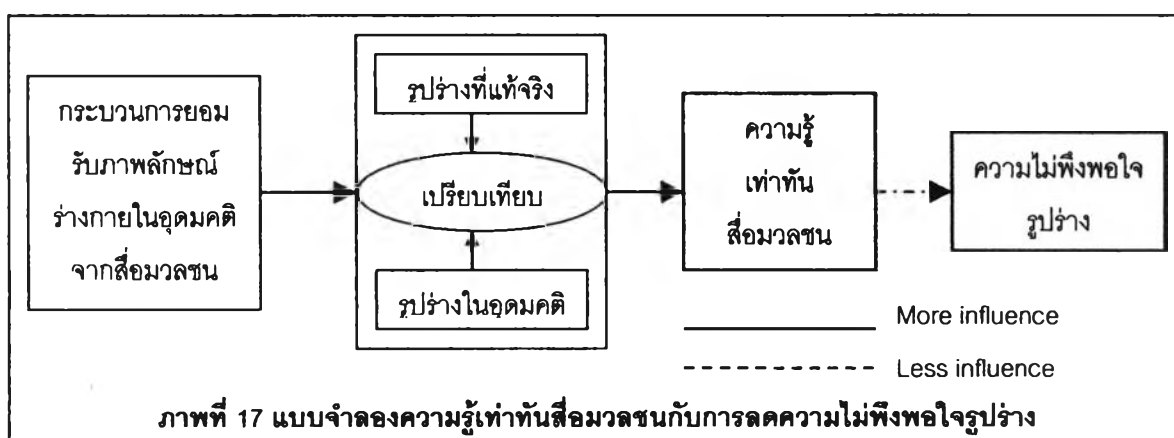 กระบวนการยอม
รับภาพลักษณ์
ร่างกายในอุดมคติ
จากสื่อมวลชน
รูปร่างที่แท้จริง
เปรียบเทียบ
รูปร่างในอุดมคติ
ความรู้
เท่าทัน
สื่อมวลชน
ความไม่พึงพอใจ
รูปร่าง
More influence
Less influence
ภาพที่ 17 แบบจำลองความรู้เท่าทันสื่อมวลชนกับการลดความไม่พึงพอใจรูปร่าง